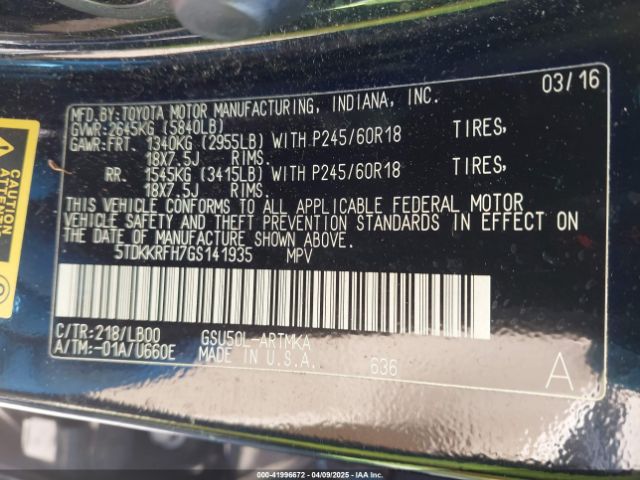 03/16
MFD.BY:TOYOTA MOTOR MANUFACTURING, INDIANA, INC.
GVWR:2645KG (5840LB)
GAWR:FRT. 1340KG (2955LB) WITH P245/60R18 TIRES,
18X7.5J RIMS.
RR. 1545KG (3415LB) WITH P245/60R18 TIRES,
18X7.5J RIMS.
THIS VEHICLE CONFORMS TO ALL APPLICABLE FEDERAL MOTOR
VEHICLE SAFETY AND THEFT PREVENTION STANDARDS IN EFFECT ON
THE DATE OF MANUFACTURE SHOWN ABOVE.
5TDKKRFH7GS141935 MPV
C/TR:218/LB00 GSU50L-ARTMKA
A/TM:-01A/U660E MADE IN U.S.A. 636 A
CAUTION
000-41996672 - 04/09/2025 - IAAI.COM